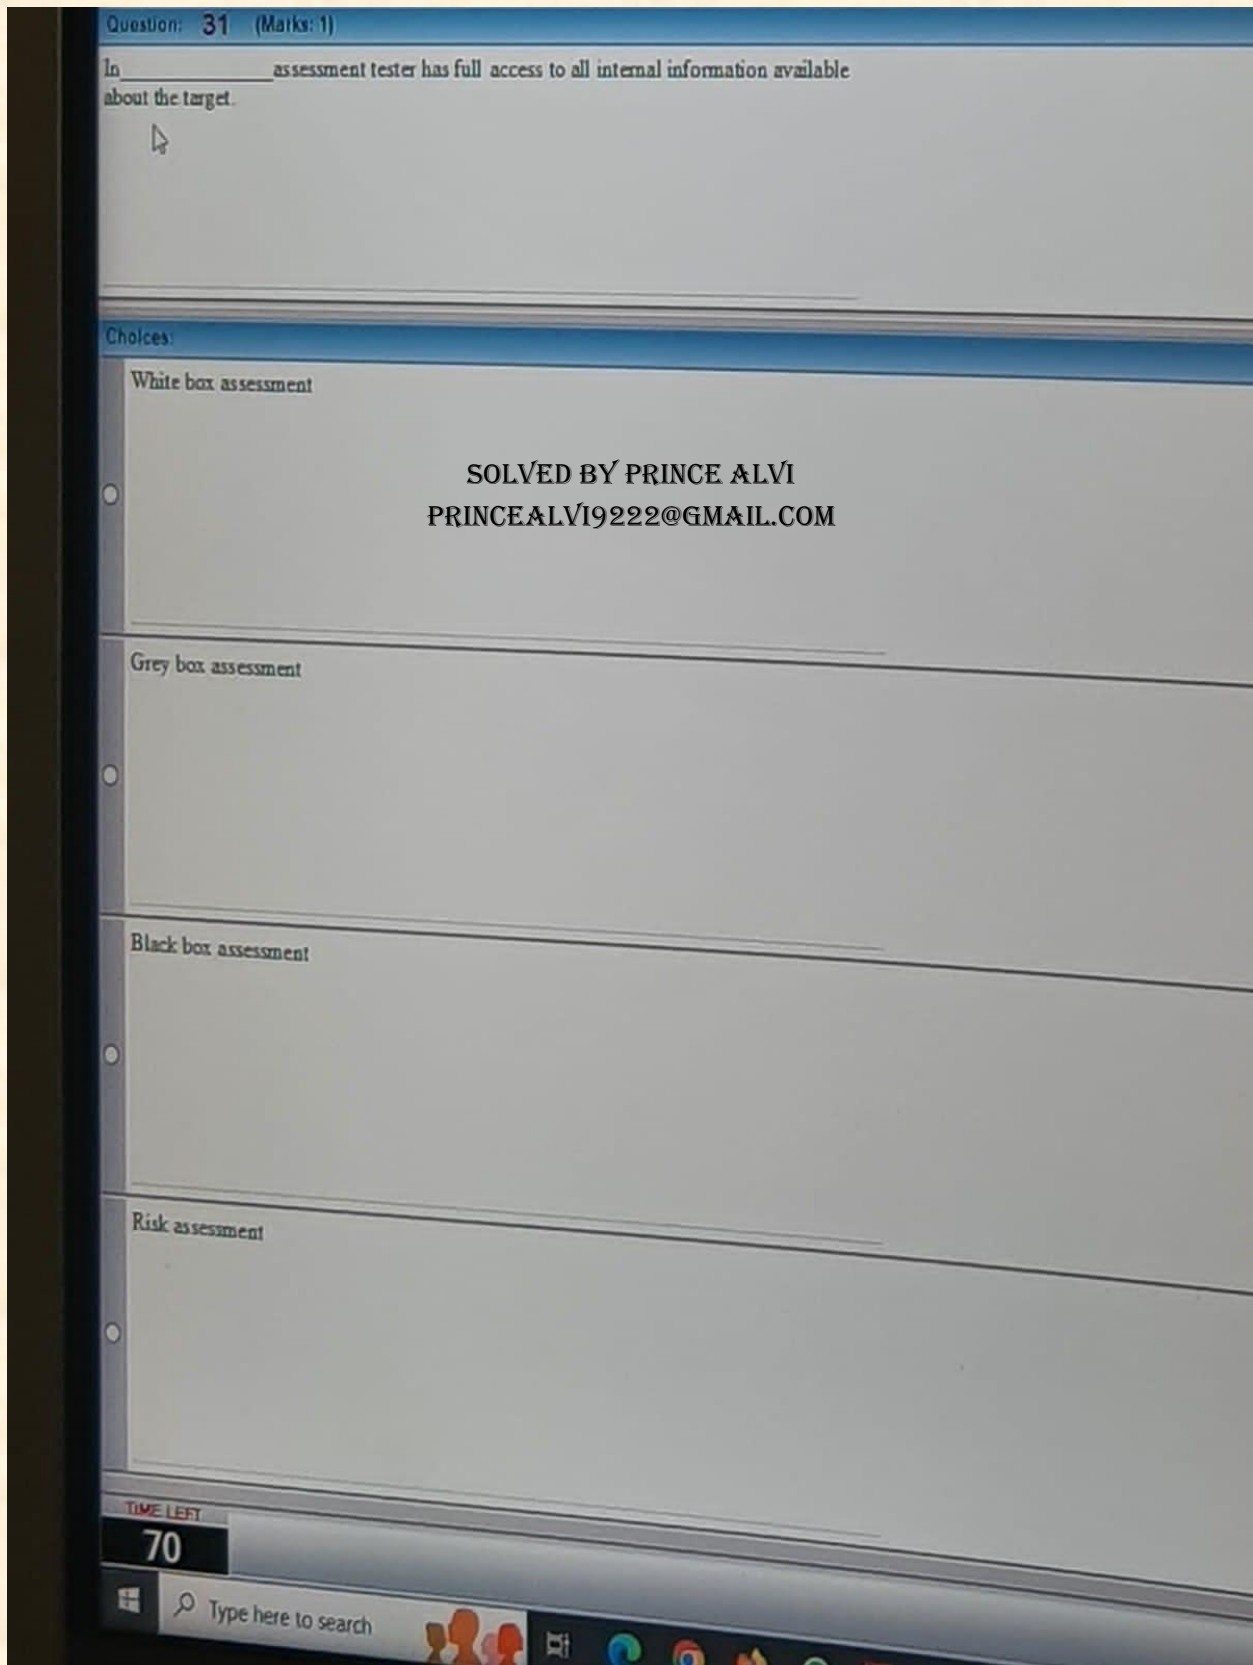 Question: 31 (Marks: 1)
In_______________assessment tester has full access to all internal information available
about the target.
Choices:
White box assessment
SOLVED BY PRINCE ALVI
PRINCEALVI9222@GMAIL.COM
Grey box assessment
Black box assessment
Risk assessment
TIME LEFT
70
Type here to search